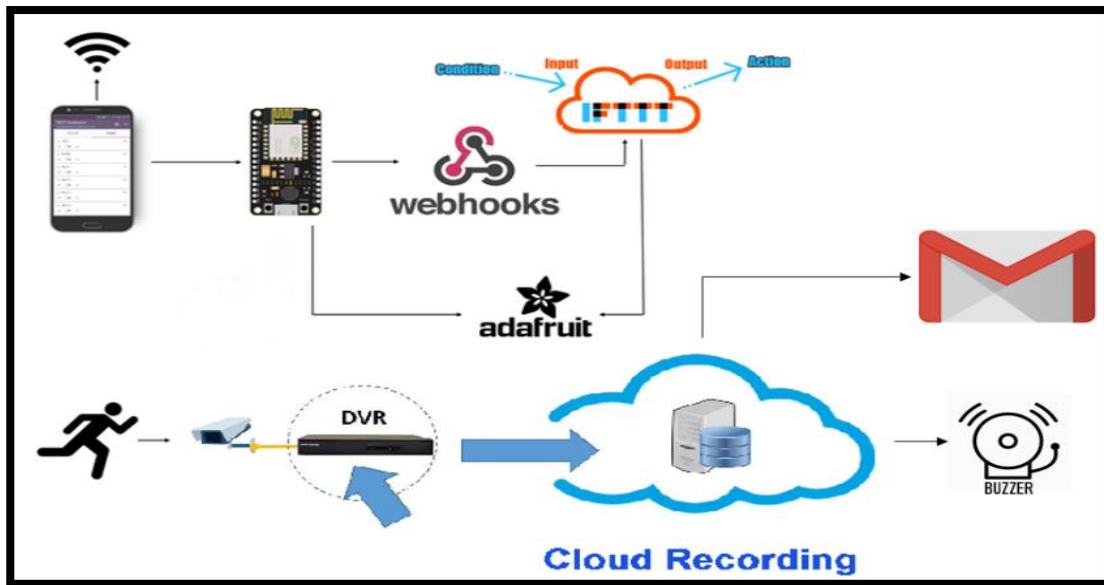 Condition
Input
Output
Action
IFTTT
webhooks
adafruit
DVR
BUZZER
Cloud Recording